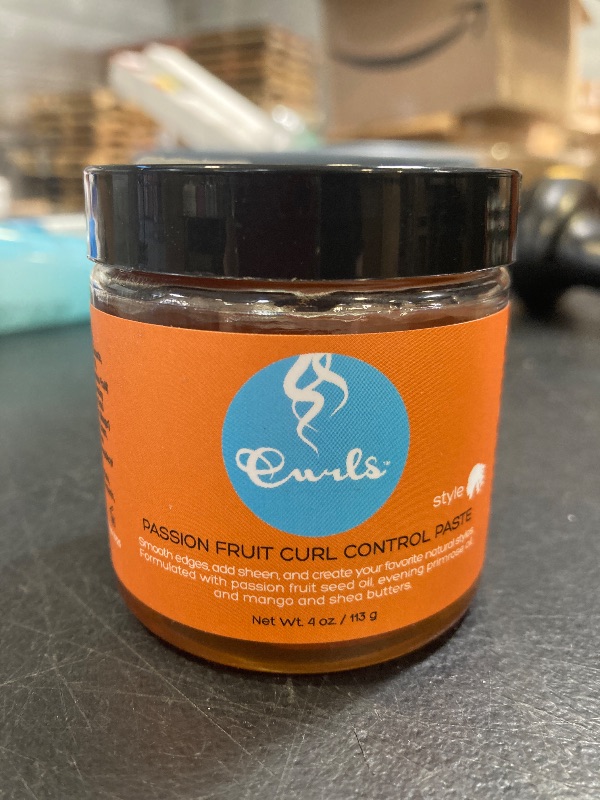 Curls™
style
PASSION FRUIT CURL CONTROL PASTE
Smooth edges, add sheen, and create your favorite natural styles.
Formulated with passion fruit seed oil, evening primrose oil,
and mango and shea butters.
Net Wt. 4 oz. / 113 g